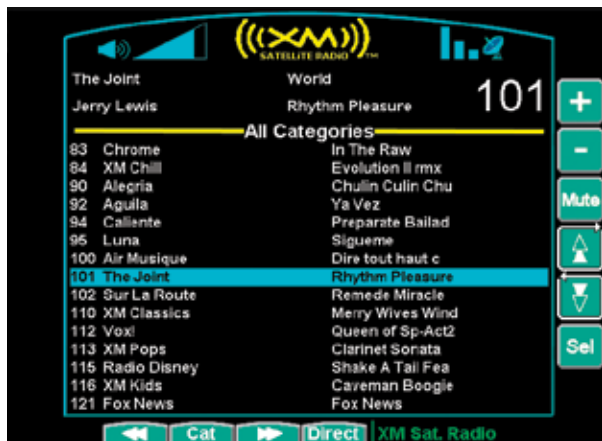 ((XM))
SATELLITE RADIO ™
The Joint World
101
Jerry Lewis Rhythm Pleasure
All Categories
83 Chrome In The Raw
84 XM Chill Evolution II rmx
90 Alegria Chulin Culin Chu
92 Aguila Ya Vez
94 Caliente Preparate Bailad
95 Luna Sigueme
100 Air Musique Dire tout haut c
101 The Joint Rhythm Pleasure
102 Sur La Route Remede Miracle
110 XM Classics Merry Wives Wind
112 Vox! Queen of Sp-Act2
113 XM Pops Clarinet Sonata
115 Radio Disney Shake A Tail Fea
116 XM Kids Caveman Boogie
121 Fox News Fox News
+
-
Mute
Sel
Cat Direct XM Sat. Radio